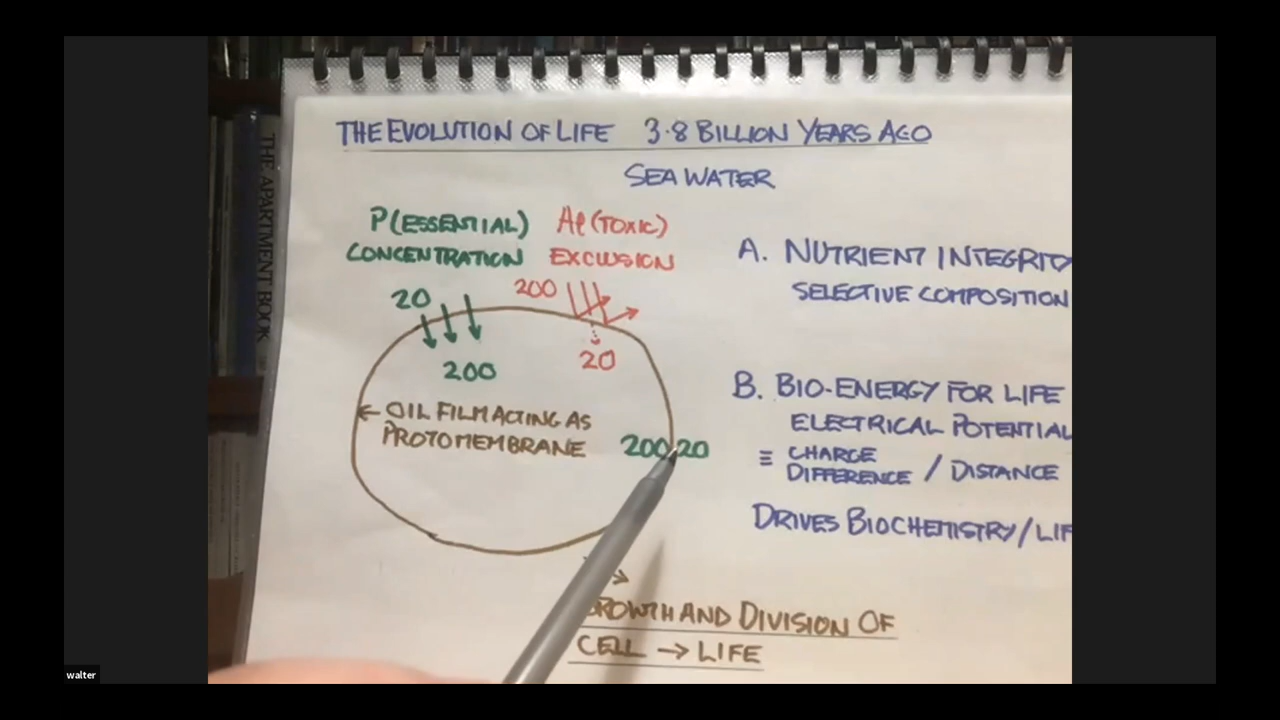 THE EVOLUTION OF LIFE 3.8 BILLION YEARS AGO
SEA WATER
P(ESSENTIAL) Al(TOXIC)
CONCENTRATION EXCLUSION
20 200
200 20
← OIL FILM ACTING AS
PROTOMEMBRANE
200 20
A. NUTRIENT INTEGRIT
SELECTIVE COMPOSITION
B. BIO-ENERGY FOR LIFE
ELECTRICAL POTENTIAL
≡ CHARGE
DIFFERENCE / DISTANCE
DRIVES BIOCHEMISTRY/LIF
GROWTH AND DIVISION OF
CELL → LIFE
THE APARTMENT BOOK
walter